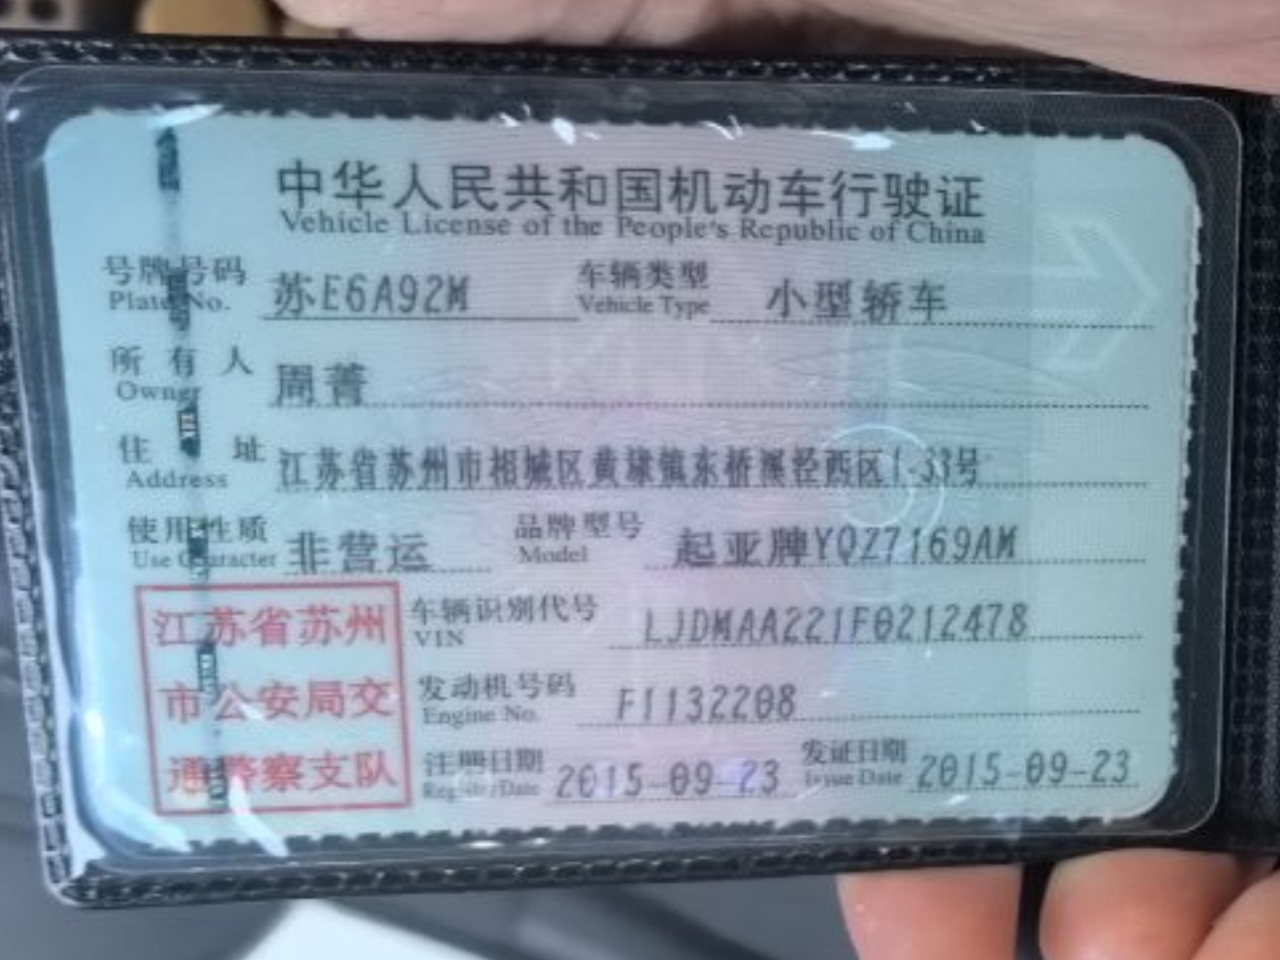 中华人民共和国机动车行驶证
Vehicle License of the People's Republic of China
号牌号码 苏E6A92M 车辆类型 小型轿车
Plate No. Vehicle Type
所有人 周菁
Owner
住址 江苏省苏州市相城区黄埭镇东桥溪径西区1-33号
Address
使用性质 非营运 品牌型号 起亚牌YQZ7169AM
Use Character Model
江苏省苏州 车辆识别代号 LJDMAA221F0212478
VIN
市公安局交 发动机号码 F1132208
Engine No.
通警察支队 注册日期 2015-09-23 发证日期 2015-09-23
Register Date Issue Date